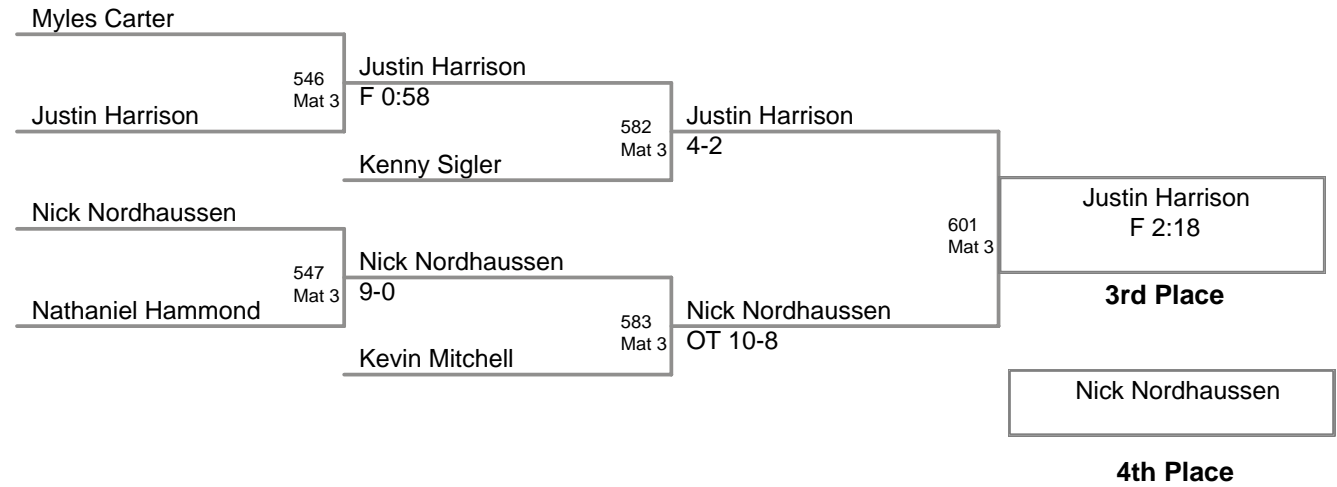 Myles Carter
546
Mat 3
Justin Harrison
F 0:58
Justin Harrison
582
Mat 3
Justin Harrison
4-2
Kenny Sigler
Nick Nordhaussen
547
Mat 3
Nick Nordhaussen
9-0
Nathaniel Hammond
583
Mat 3
Nick Nordhaussen
OT 10-8
Kevin Mitchell
601
Mat 3
Justin Harrison
F 2:18
3rd Place
Nick Nordhaussen
4th Place